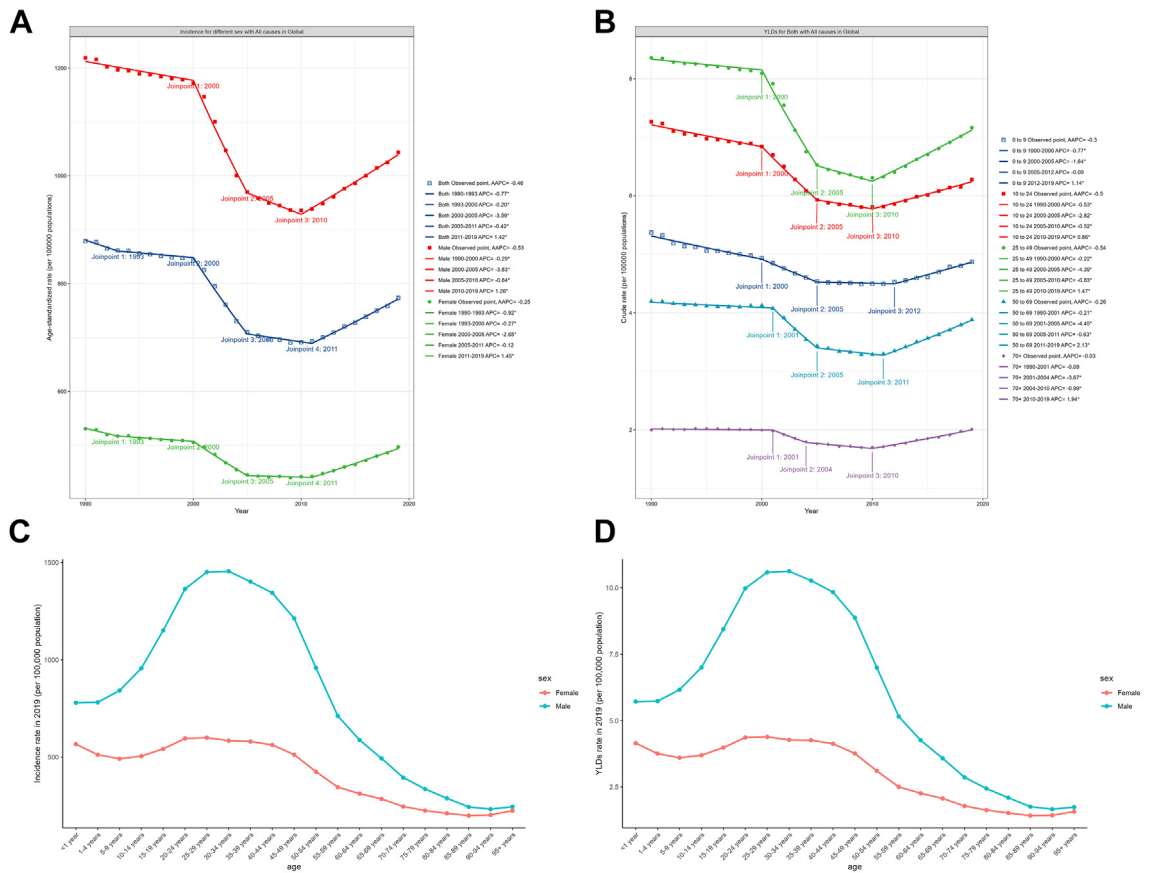 A
Incidence for different sex with All causes in Global
Age-standardized rate (per 100000 populations)
1200
1000
800
600
Joinpoint 1: 2000
Joinpoint 2: 2005
Joinpoint 3: 2010
Joinpoint 1: 1993
Joinpoint 2: 2000
Joinpoint 3: 2005
Joinpoint 4: 2011
Joinpoint 1: 1993
Joinpoint 2: 2000
Joinpoint 3: 2005
Joinpoint 4: 2011
1990
2000
2010
2020
Year
Both Observed point, AAPC= -0.46
Both 1990-1993 APC= -0.77*
Both 1993-2000 APC= -0.20*
Both 2000-2005 APC= -3.59*
Both 2005-2011 APC= -0.42*
Both 2011-2019 APC= 1.42*
Male Observed point, AAPC= -0.53
Male 1990-2000 APC= -0.29*
Male 2000-2005 APC= -3.83*
Male 2005-2010 APC= -0.84*
Male 2010-2019 APC= 1.26*
Female Observed point, AAPC= -0.25
Female 1990-1993 APC= -0.92*
Female 1993-2000 APC= -0.27*
Female 2000-2005 APC= -2.68*
Female 2005-2011 APC= -0.12
Female 2011-2019 APC= 1.45*
B
YLDs for Both with All causes in Global
Crude rate (per 100000 populations)
8
6
4
2
Joinpoint 1: 2000
Joinpoint 2: 2005
Joinpoint 3: 2010
Joinpoint 1: 2000
Joinpoint 2: 2005
Joinpoint 3: 2010
Joinpoint 1: 2000
Joinpoint 2: 2005
Joinpoint 3: 2012
Joinpoint 1: 2001
Joinpoint 2: 2005
Joinpoint 3: 2011
Joinpoint 1: 2001
Joinpoint 2: 2004
Joinpoint 3: 2010
1990
2000
2010
2020
Year
0 to 9 Observed point, AAPC= -0.3
0 to 9 1990-2000 APC= -0.77*
0 to 9 2000-2005 APC= -1.64*
0 to 9 2005-2012 APC= -0.09
0 to 9 2012-2019 APC= 1.14*
10 to 24 Observed point, AAPC= -0.5
10 to 24 1990-2000 APC= -0.53*
10 to 24 2000-2005 APC= -2.82*
10 to 24 2005-2010 APC= -0.52*
10 to 24 2010-2019 APC= 0.86*
25 to 49 Observed point, AAPC= -0.54
25 to 49 1990-2000 APC= -0.22*
25 to 49 2000-2005 APC= -4.39*
25 to 49 2005-2010 APC= -0.83*
25 to 49 2010-2019 APC= 1.47*
50 to 69 Observed point, AAPC= -0.26
50 to 69 1990-2001 APC= -0.21*
50 to 69 2001-2005 APC= -4.45*
50 to 69 2005-2011 APC= -0.63*
50 to 69 2011-2019 APC= 2.13*
70+ Observed point, AAPC= -0.03
70+ 1990-2001 APC= -0.09
70+ 2001-2004 APC= -3.67*
70+ 2004-2010 APC= -0.99*
70+ 2010-2019 APC= 1.94*
C
Incidence rate in 2019 (per 100,000 population)
1500
1000
500
<1 year
1-4 years
5-9 years
10-14 years
15-19 years
20-24 years
25-29 years
30-34 years
35-39 years
40-44 years
45-49 years
50-54 years
55-59 years
60-64 years
65-69 years
70-74 years
75-79 years
80-84 years
85-89 years
90-94 years
95+ years
age
sex
Female
Male
D
YLDs rate in 2019 (per 100,000 population)
10.0
7.5
5.0
2.5
<1 year
1-4 years
5-9 years
10-14 years
15-19 years
20-24 years
25-29 years
30-34 years
35-39 years
40-44 years
45-49 years
50-54 years
55-59 years
60-64 years
65-69 years
70-74 years
75-79 years
80-84 years
85-89 years
90-94 years
95+ years
age
sex
Female
Male